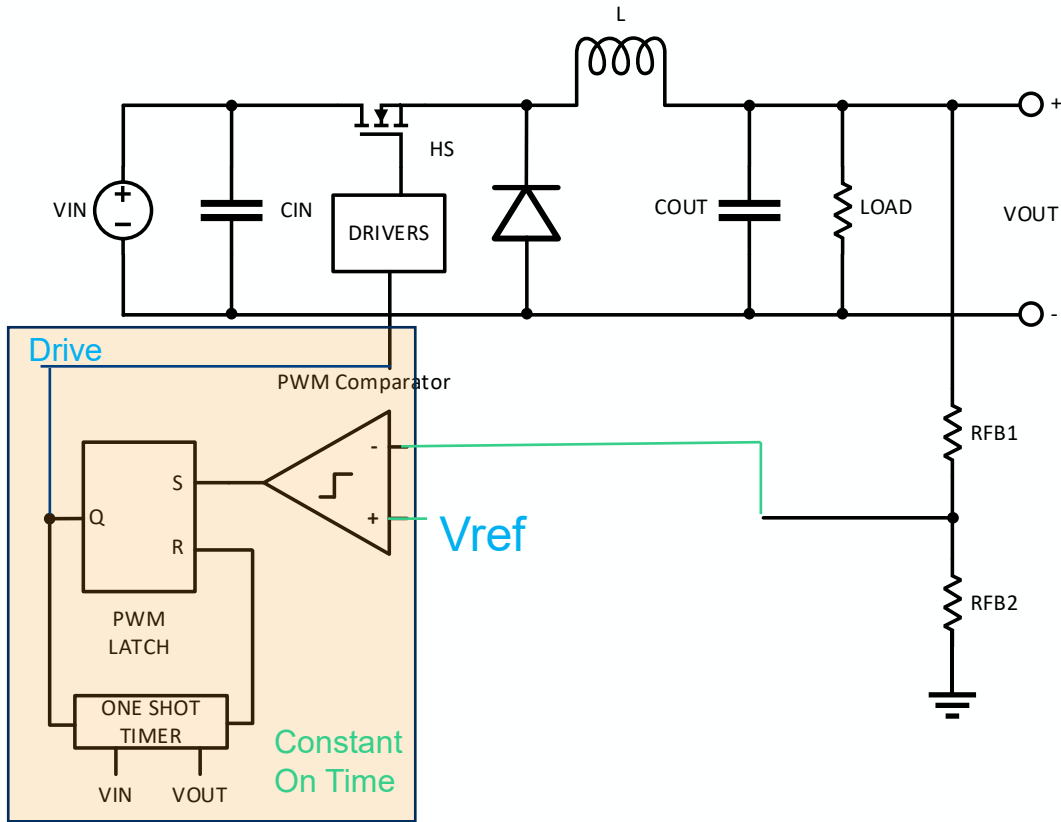 L
+
HS
VIN
+
−
CIN
DRIVERS
COUT
LOAD
VOUT
-
Drive
PWM Comparator
-
RFB1
S
Q
+
Vref
R
RFB2
PWM
LATCH
ONE SHOT
TIMER
Constant
On Time
VIN
VOUT